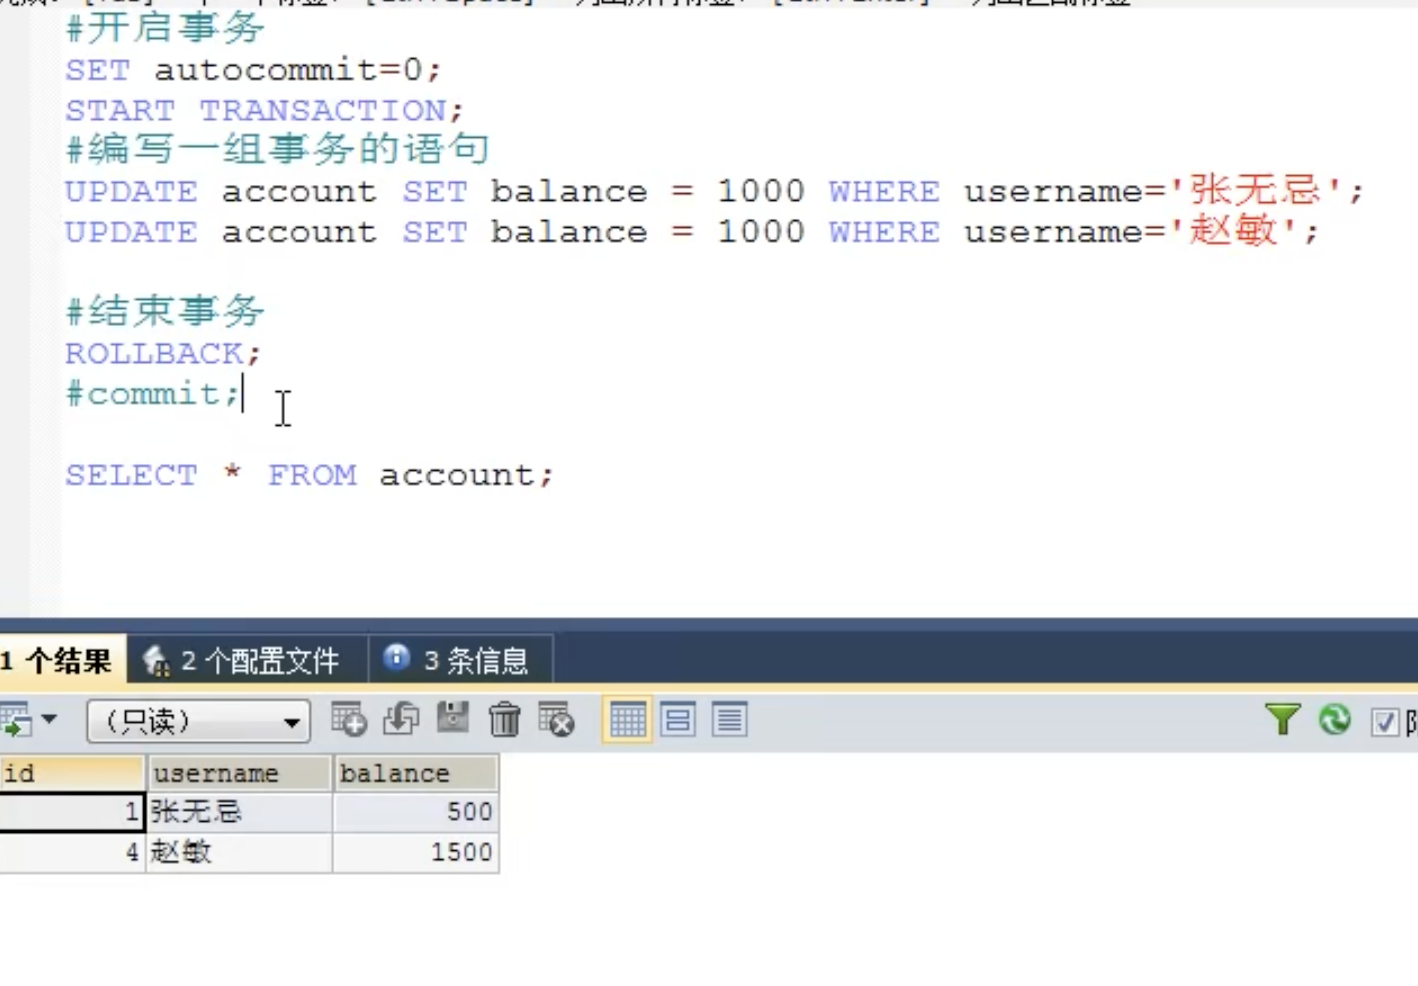 #开启事务
SET autocommit=0;
START TRANSACTION;
#编写一组事务的语句
UPDATE account SET balance = 1000 WHERE username='张无忌';
UPDATE account SET balance = 1000 WHERE username='赵敏';
#结束事务
ROLLBACK;
#commit;
SELECT * FROM account;
1 个结果 2 个配置文件 3 条信息
（只读）
id username balance
1 张无忌 500
4 赵敏 1500